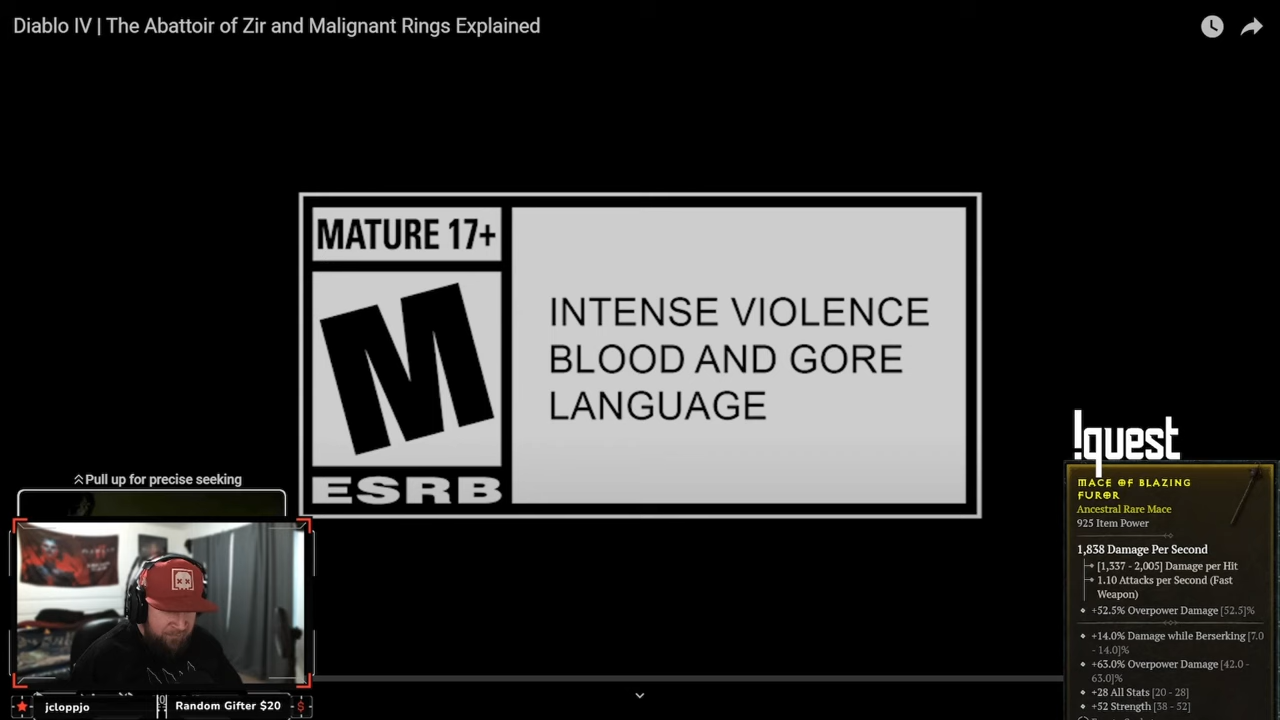 Diablo IV | The Abattoir of Zir and Malignant Rings Explained
MATURE 17+
M
ESRB
INTENSE VIOLENCE
BLOOD AND GORE
LANGUAGE
Pull up for precise seeking
jcloppjo
Random Gifter $20
$
!quest
MACE OF BLAZING
FUROR
Ancestral Rare Mace
925 Item Power
1,838 Damage Per Second
[1,337 - 2,005] Damage per Hit
1.10 Attacks per Second (Fast
Weapon)
+52.5% Overpower Damage [52.5]%
+14.0% Damage while Berserking [7.0
- 14.0]%
+63.0% Overpower Damage [42.0 -
63.0]%
+28 All Stats [20 - 28]
+52 Strength [38 - 52]